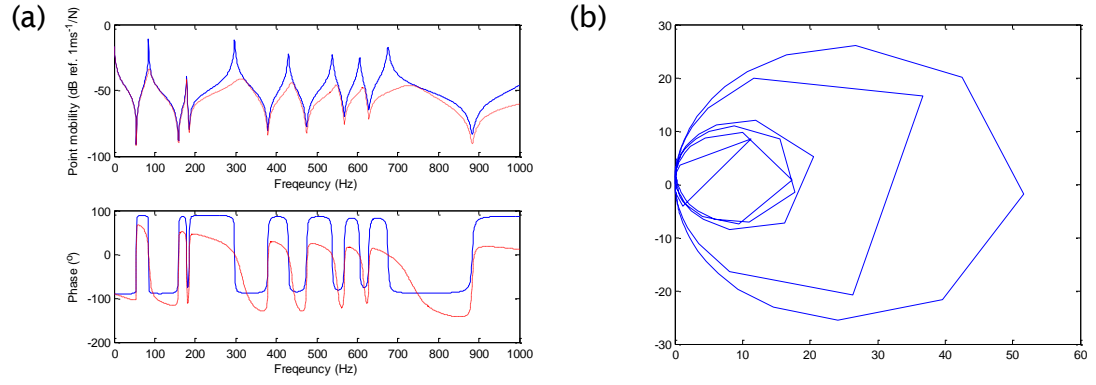 (a)
(b)
Point mobility (dB ref. 1ms⁻¹/N)
0
-50
-100
0 100 200 300 400 500 600 700 800 900 1000
Freqeuncy (Hz)
Phase (º)
100
0
-100
-200
0 100 200 300 400 500 600 700 800 900 1000
Freqeuncy (Hz)
30
20
10
0
-10
-20
-30
0 10 20 30 40 50 60